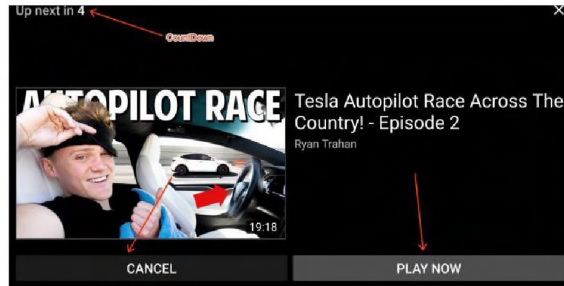 Up next in 4
CountDown
AUTOPILOT RACE
19:18
Tesla Autopilot Race Across The
Country! - Episode 2
Ryan Trahan
CANCEL
PLAY NOW